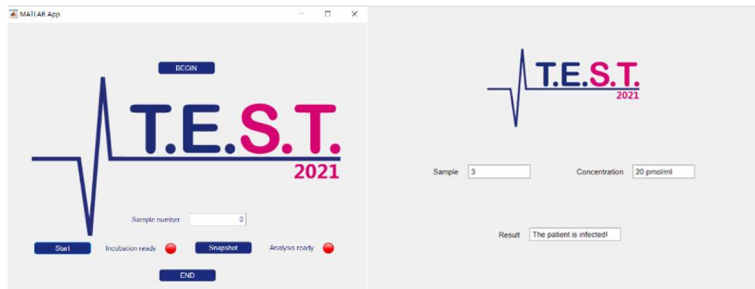 MATLAB App
BEGIN
T.E.S.T.
2021
Sample number 0
Start Incubation ready Snapshot Analysis ready
END
T.E.S.T.
2021
Sample 3 Concentration 20 pmol/ml
Result The patient is infected!